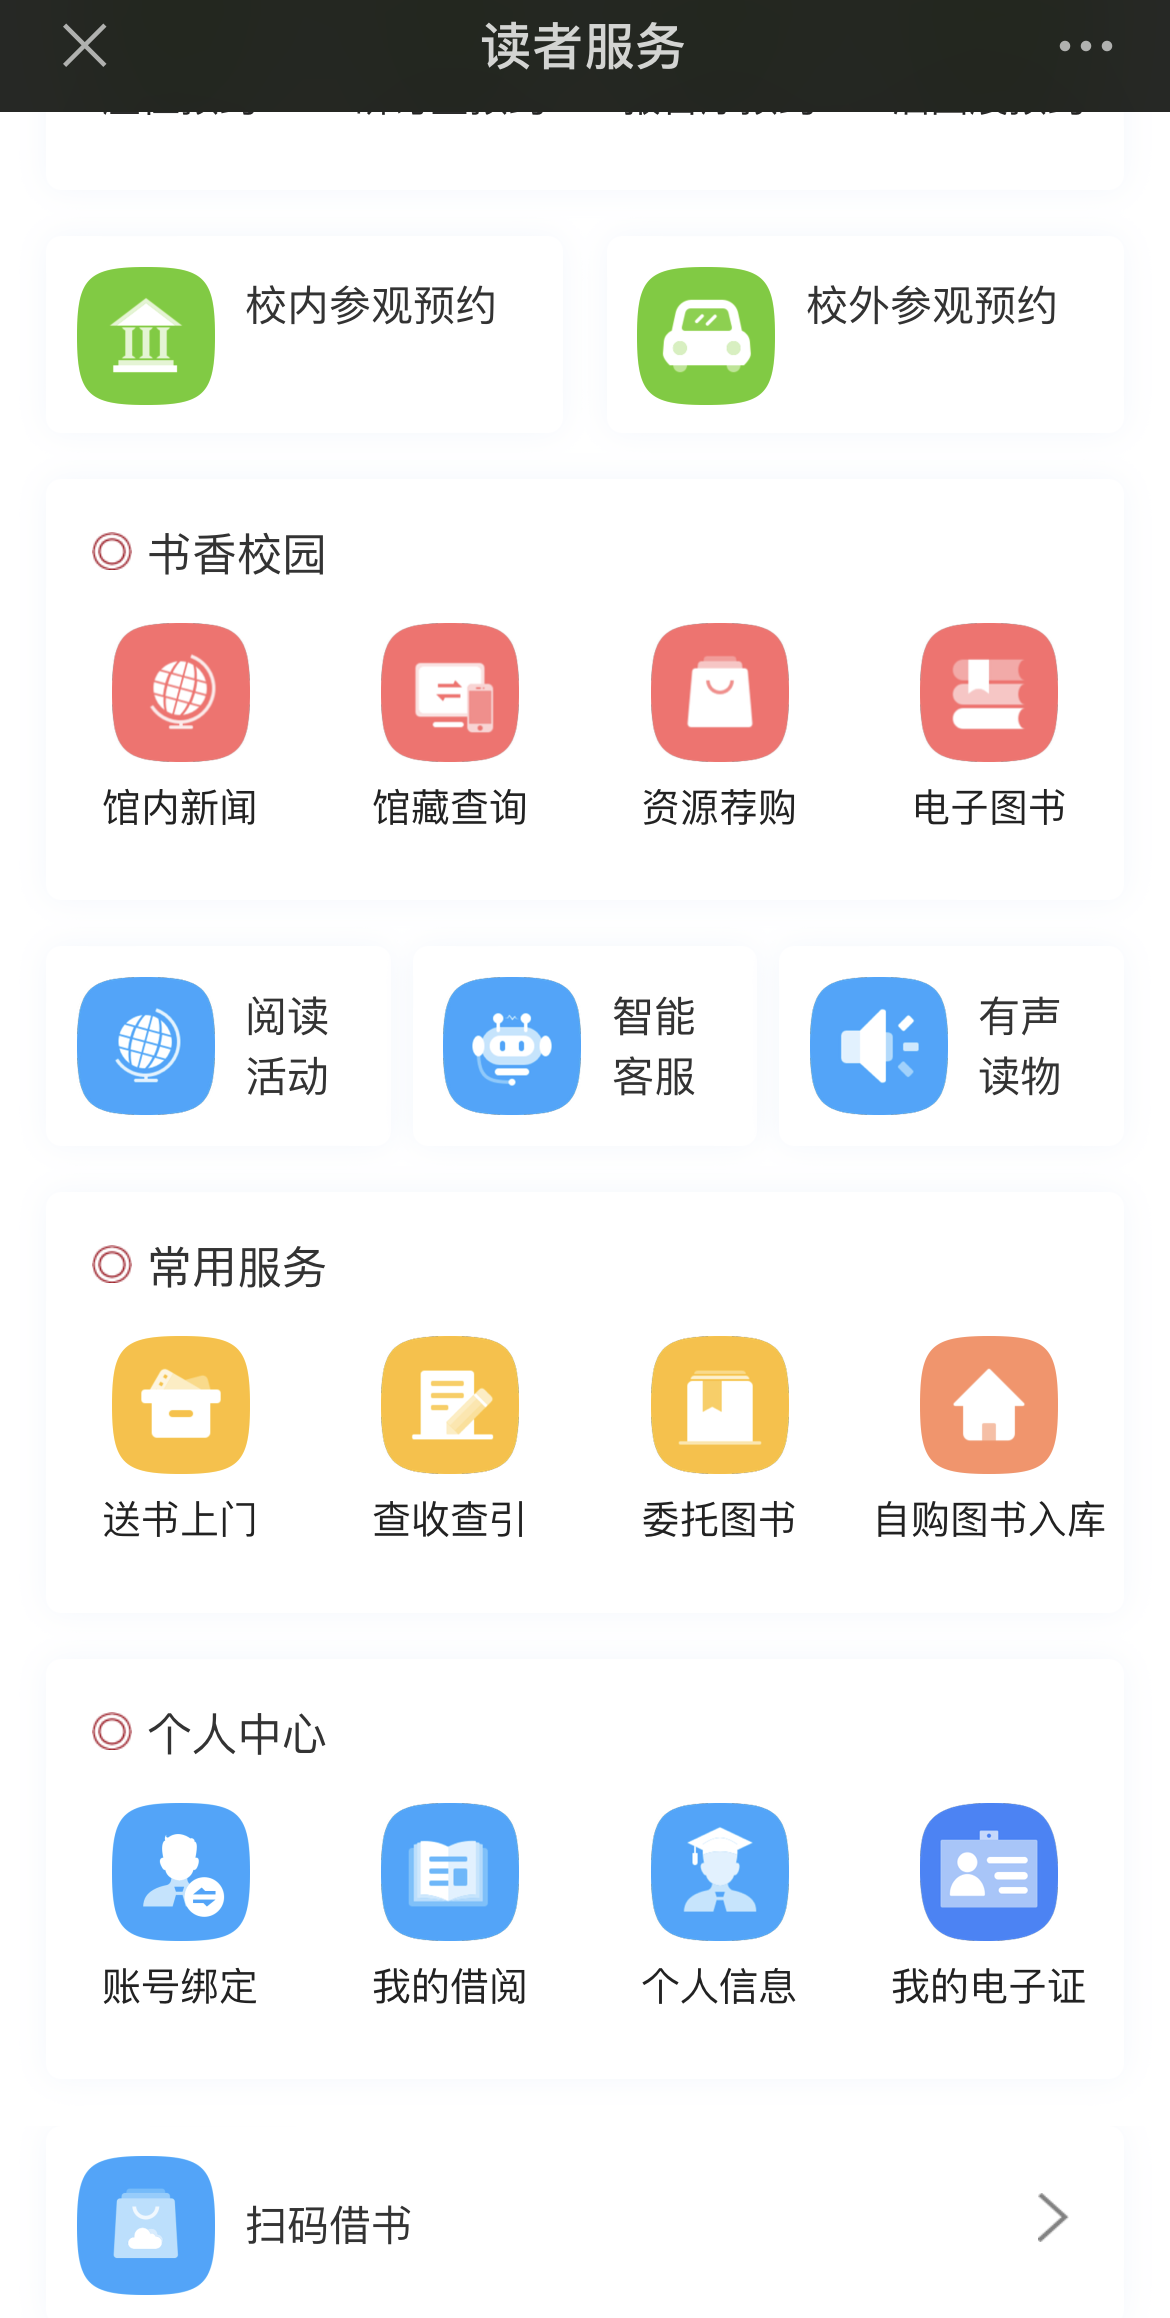 读者服务
校内参观预约
校外参观预约
书香校园
馆内新闻
馆藏查询
资源荐购
电子图书
阅读
活动
智能
客服
有声
读物
常用服务
送书上门
查收查引
委托图书
自购图书入库
个人中心
账号绑定
我的借阅
个人信息
我的电子证
扫码借书